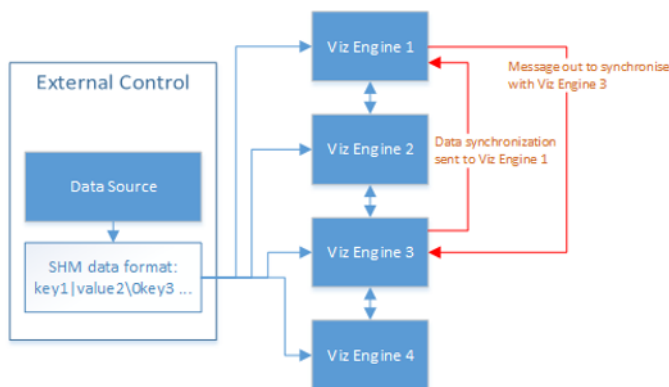 External Control
Data Source
SHM data format:
key1|value2\0key3 ...
Viz Engine 1
Viz Engine 2
Viz Engine 3
Viz Engine 4
Message out to synchronise
with Viz Engine 3
Data synchronization
sent to Viz Engine 1